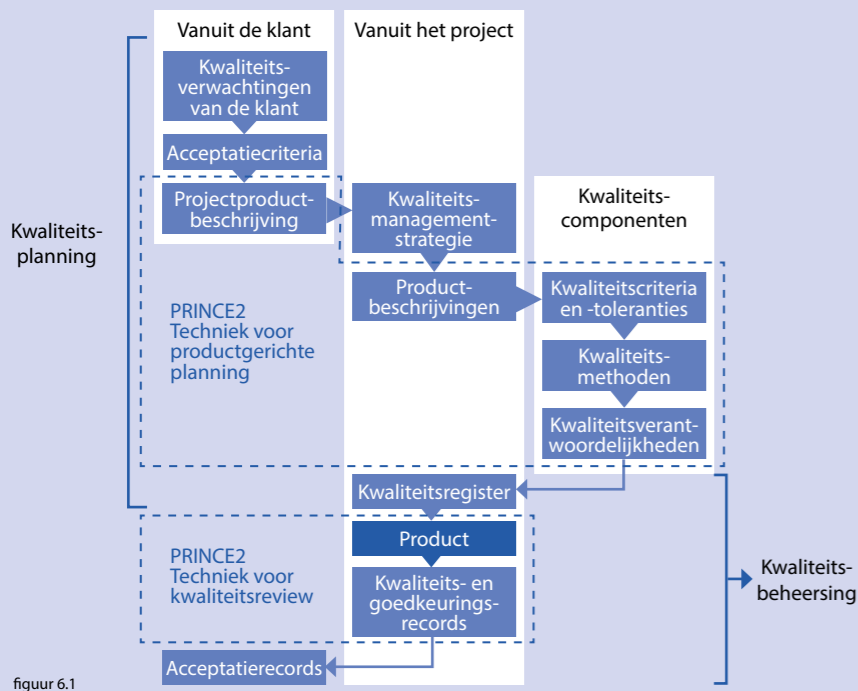 Vanuit de klant
Vanuit het project
Kwaliteits-
verwachtingen
van de klant
Acceptatiecriteria
Projectproduct-
beschrijving
Kwaliteits-
management-
strategie
Kwaliteits-
componenten
Kwaliteits-
planning
Product-
beschrijvingen
Kwaliteitscriteria
en -toleranties
PRINCE2
Techniek voor
productgerichte
planning
Kwaliteits-
methoden
Kwaliteitsverant-
woordelijkheden
Kwaliteitsregister
Product
PRINCE2
Techniek voor
kwaliteitsreview
Kwaliteits- en
goedkeurings-
records
Kwaliteits-
beheersing
Acceptatierecords
figuur 6.1